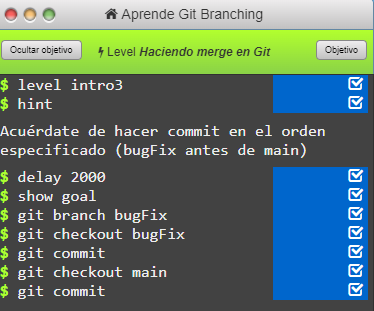 Aprende Git Branching
Ocultar objetivo
Level Haciendo merge en Git
Objetivo
$ level intro3
$ hint
Acuérdate de hacer commit en el orden
especificado (bugFix antes de main)
$ delay 2000
$ show goal
$ git branch bugFix
$ git checkout bugFix
$ git commit
$ git checkout main
$ git commit